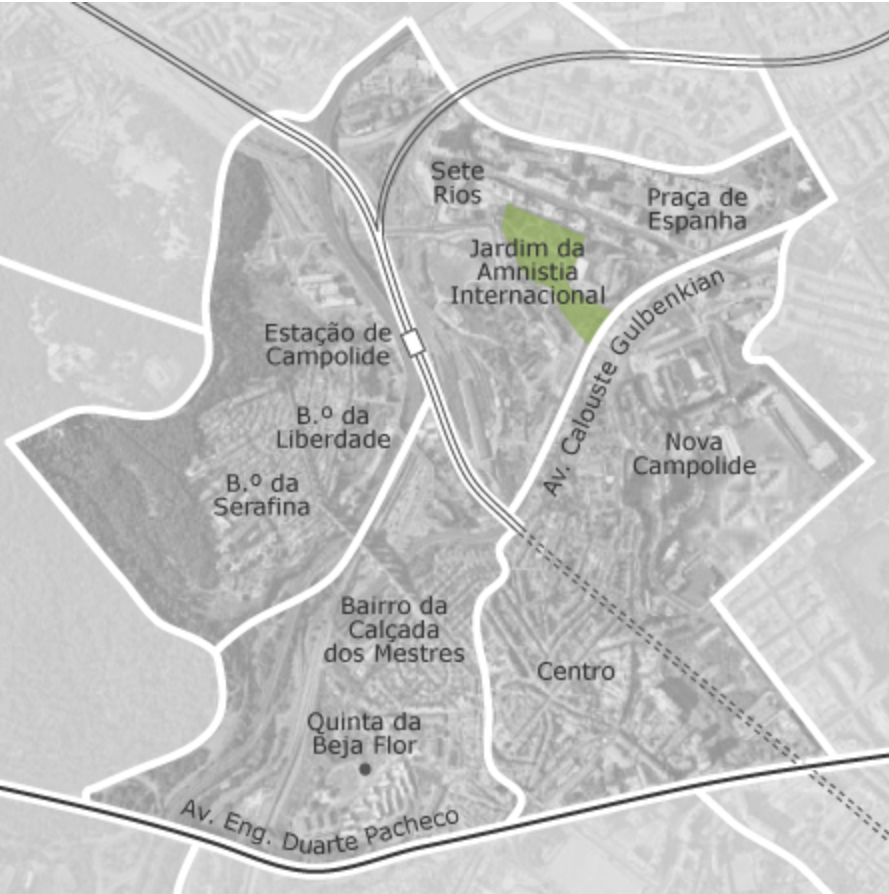 Sete
Rios
Praça de
Espanha
Jardim da
Amnistia
Internacional
Av. Calouste Gulbenkian
Estação de
Campolide
B.º da
Liberdade
Nova
Campolide
B.º da
Serafina
Bairro da
Calçada
dos Mestres
Centro
Quinta da
Beja Flor
Av. Eng. Duarte Pacheco